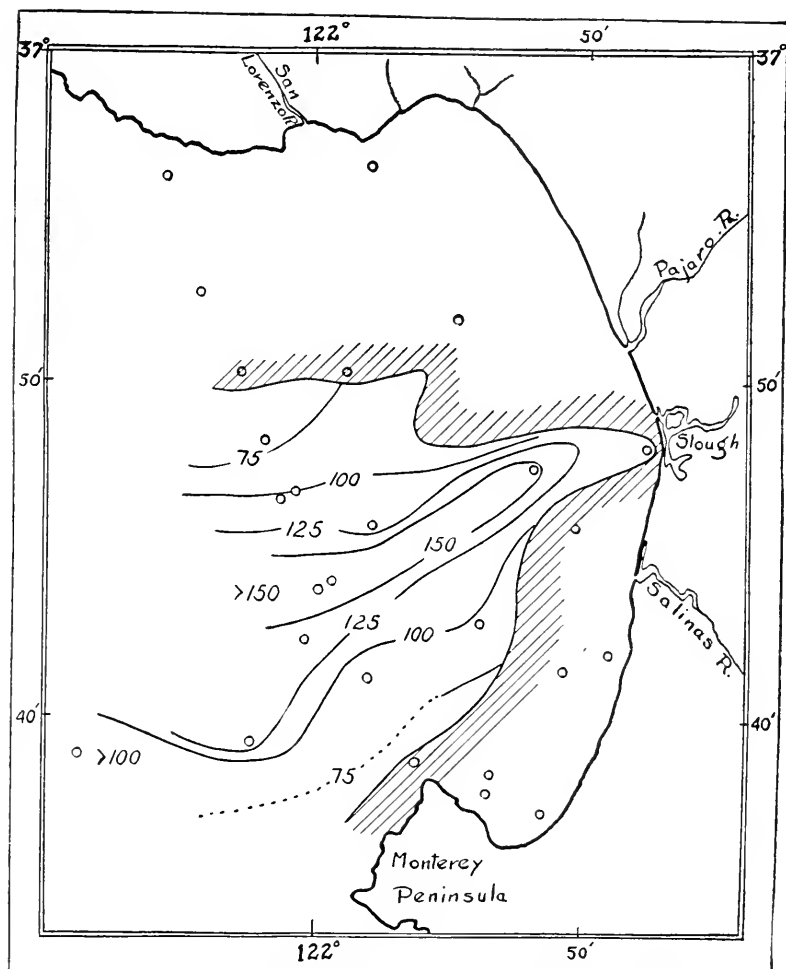 37°
122°
50'
37°
San
Lorenzo R.
Pajaro. R.
50'
50'
Slough
75
100
125
150
>150
125
100
Salinas R.
40'
40'
>100
75
Monterey
Peninsula
122°
50'